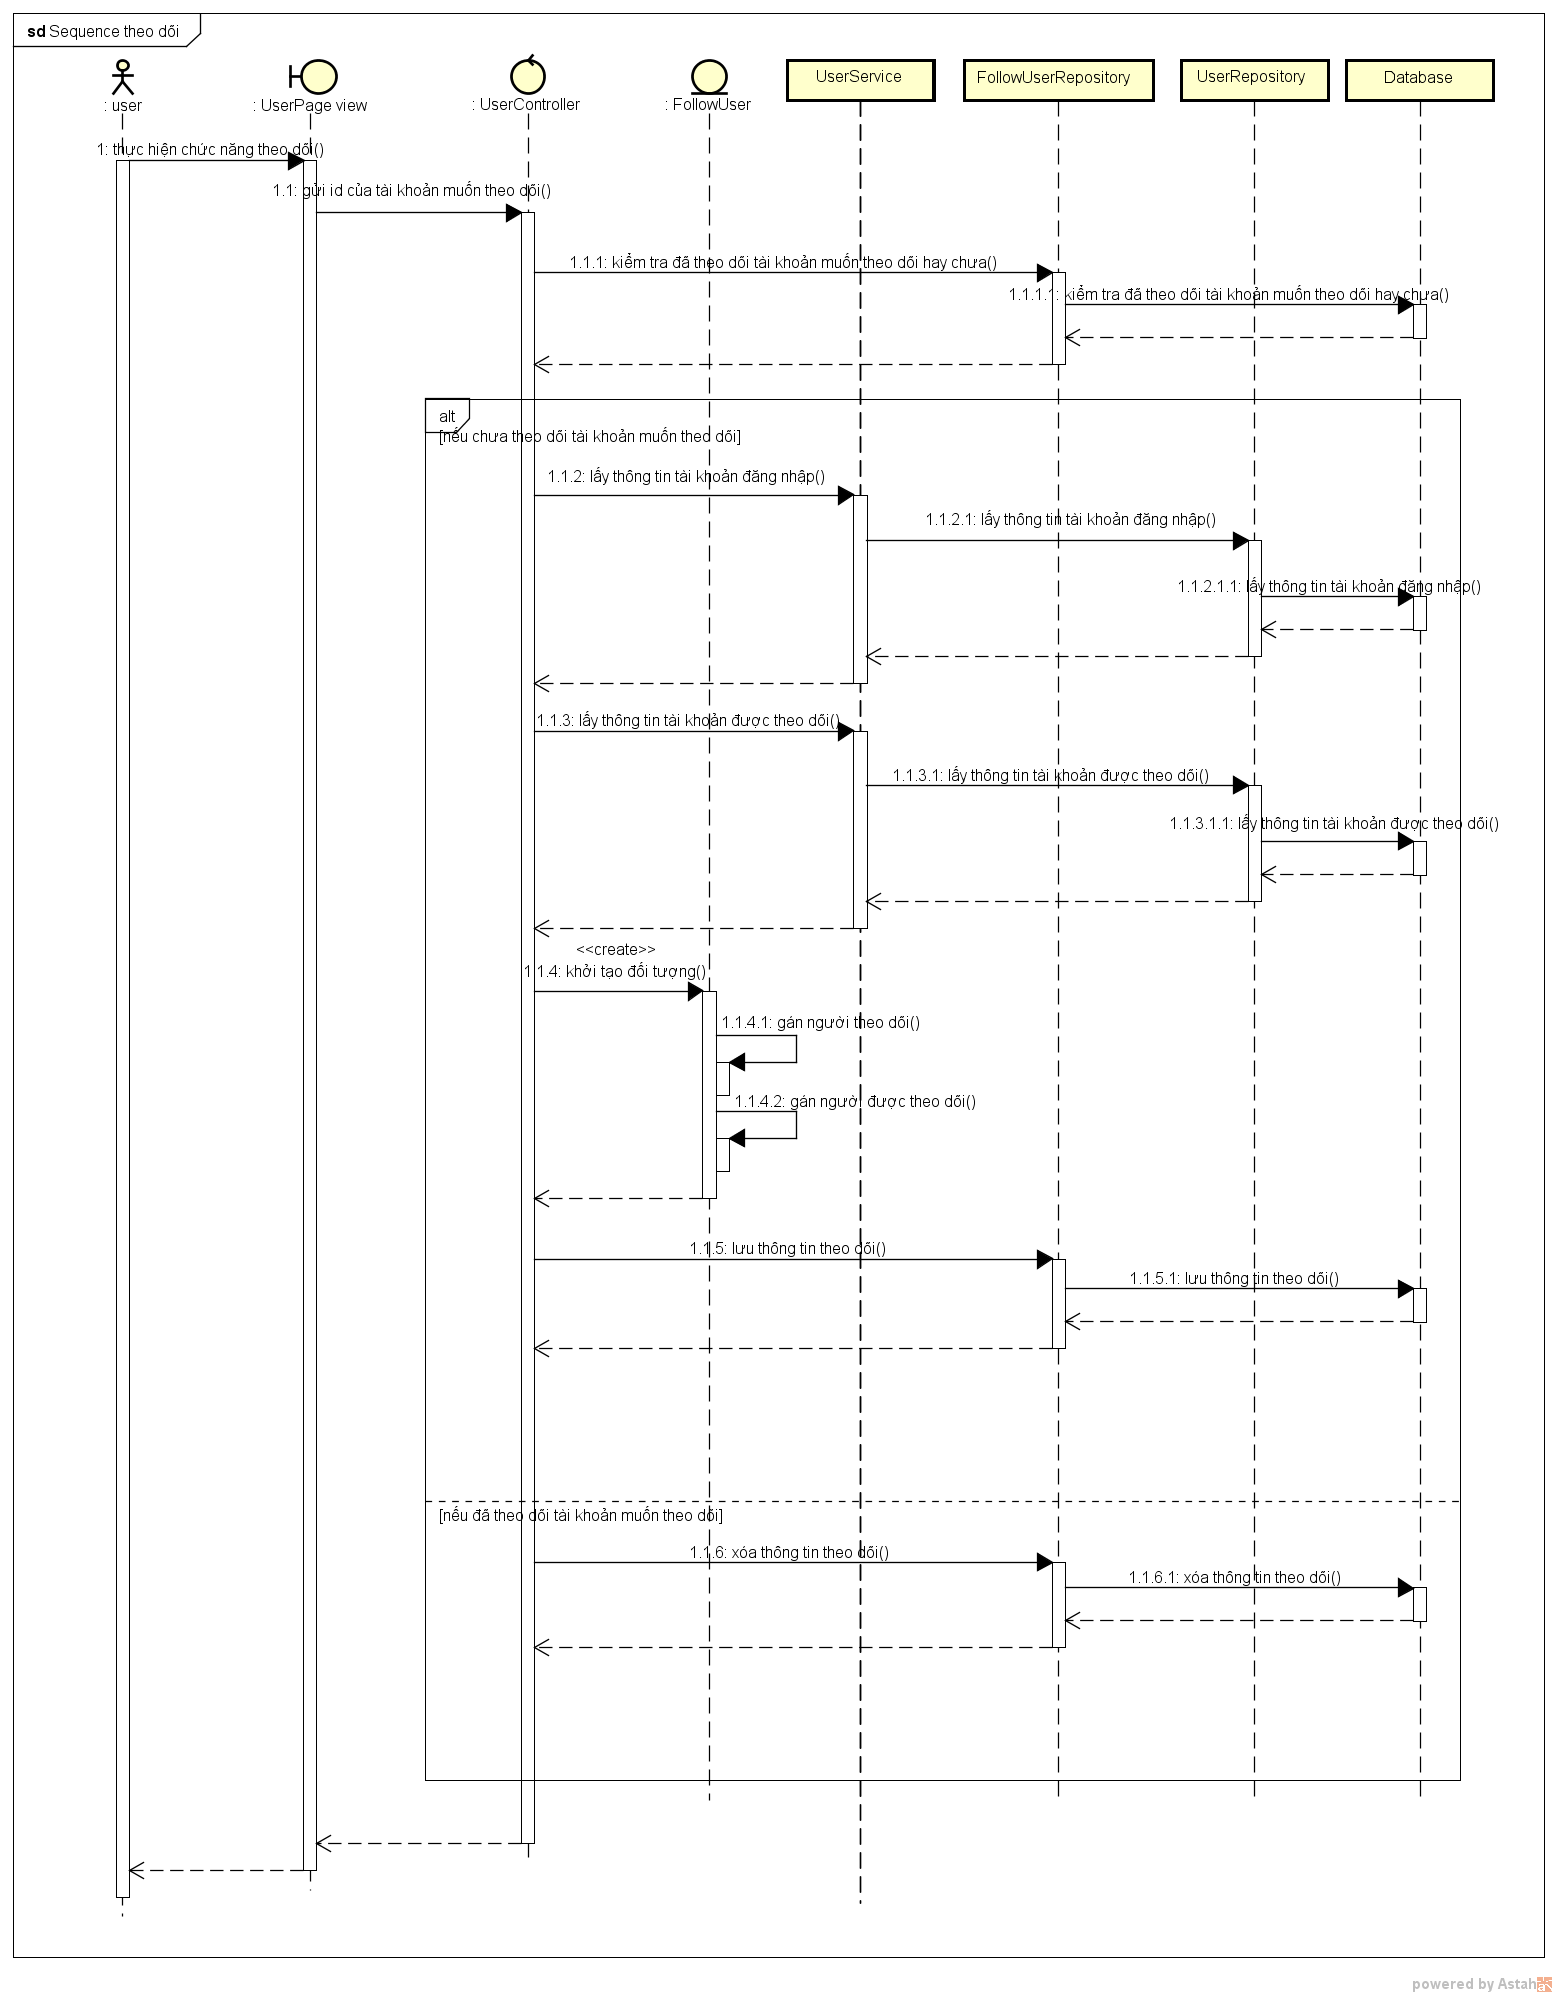 sd Sequence theo dõi
: user
: UserPage view
: UserController
: FollowUser
UserService
FollowUserRepository
UserRepository
Database
1: thực hiện chức năng theo dõi()
1.1: gửi id của tài khoản muốn theo dõi()
1.1.1: kiểm tra đã theo dõi tài khoản muốn theo dõi hay chưa()
1.1.1.1: kiểm tra đã theo dõi tài khoản muốn theo dõi hay chưa()
alt
[nếu chưa theo dõi tài khoản muốn theo dõi]
1.1.2: lấy thông tin tài khoản đăng nhập()
1.1.2.1: lấy thông tin tài khoản đăng nhập()
1.1.2.1.1: lấy thông tin tài khoản đăng nhập()
1.1.3: lấy thông tin tài khoản được theo dõi()
1.1.3.1: lấy thông tin tài khoản được theo dõi()
1.1.3.1.1: lấy thông tin tài khoản được theo dõi()
<<create>>
1.1.4: khởi tạo đối tượng()
1.1.4.1: gán người theo dõi()
1.1.4.2: gán người được theo dõi()
1.1.5: lưu thông tin theo dõi()
1.1.5.1: lưu thông tin theo dõi()
[nếu đã theo dõi tài khoản muốn theo dõi]
1.1.6: xóa thông tin theo dõi()
1.1.6.1: xóa thông tin theo dõi()
powered by Astah